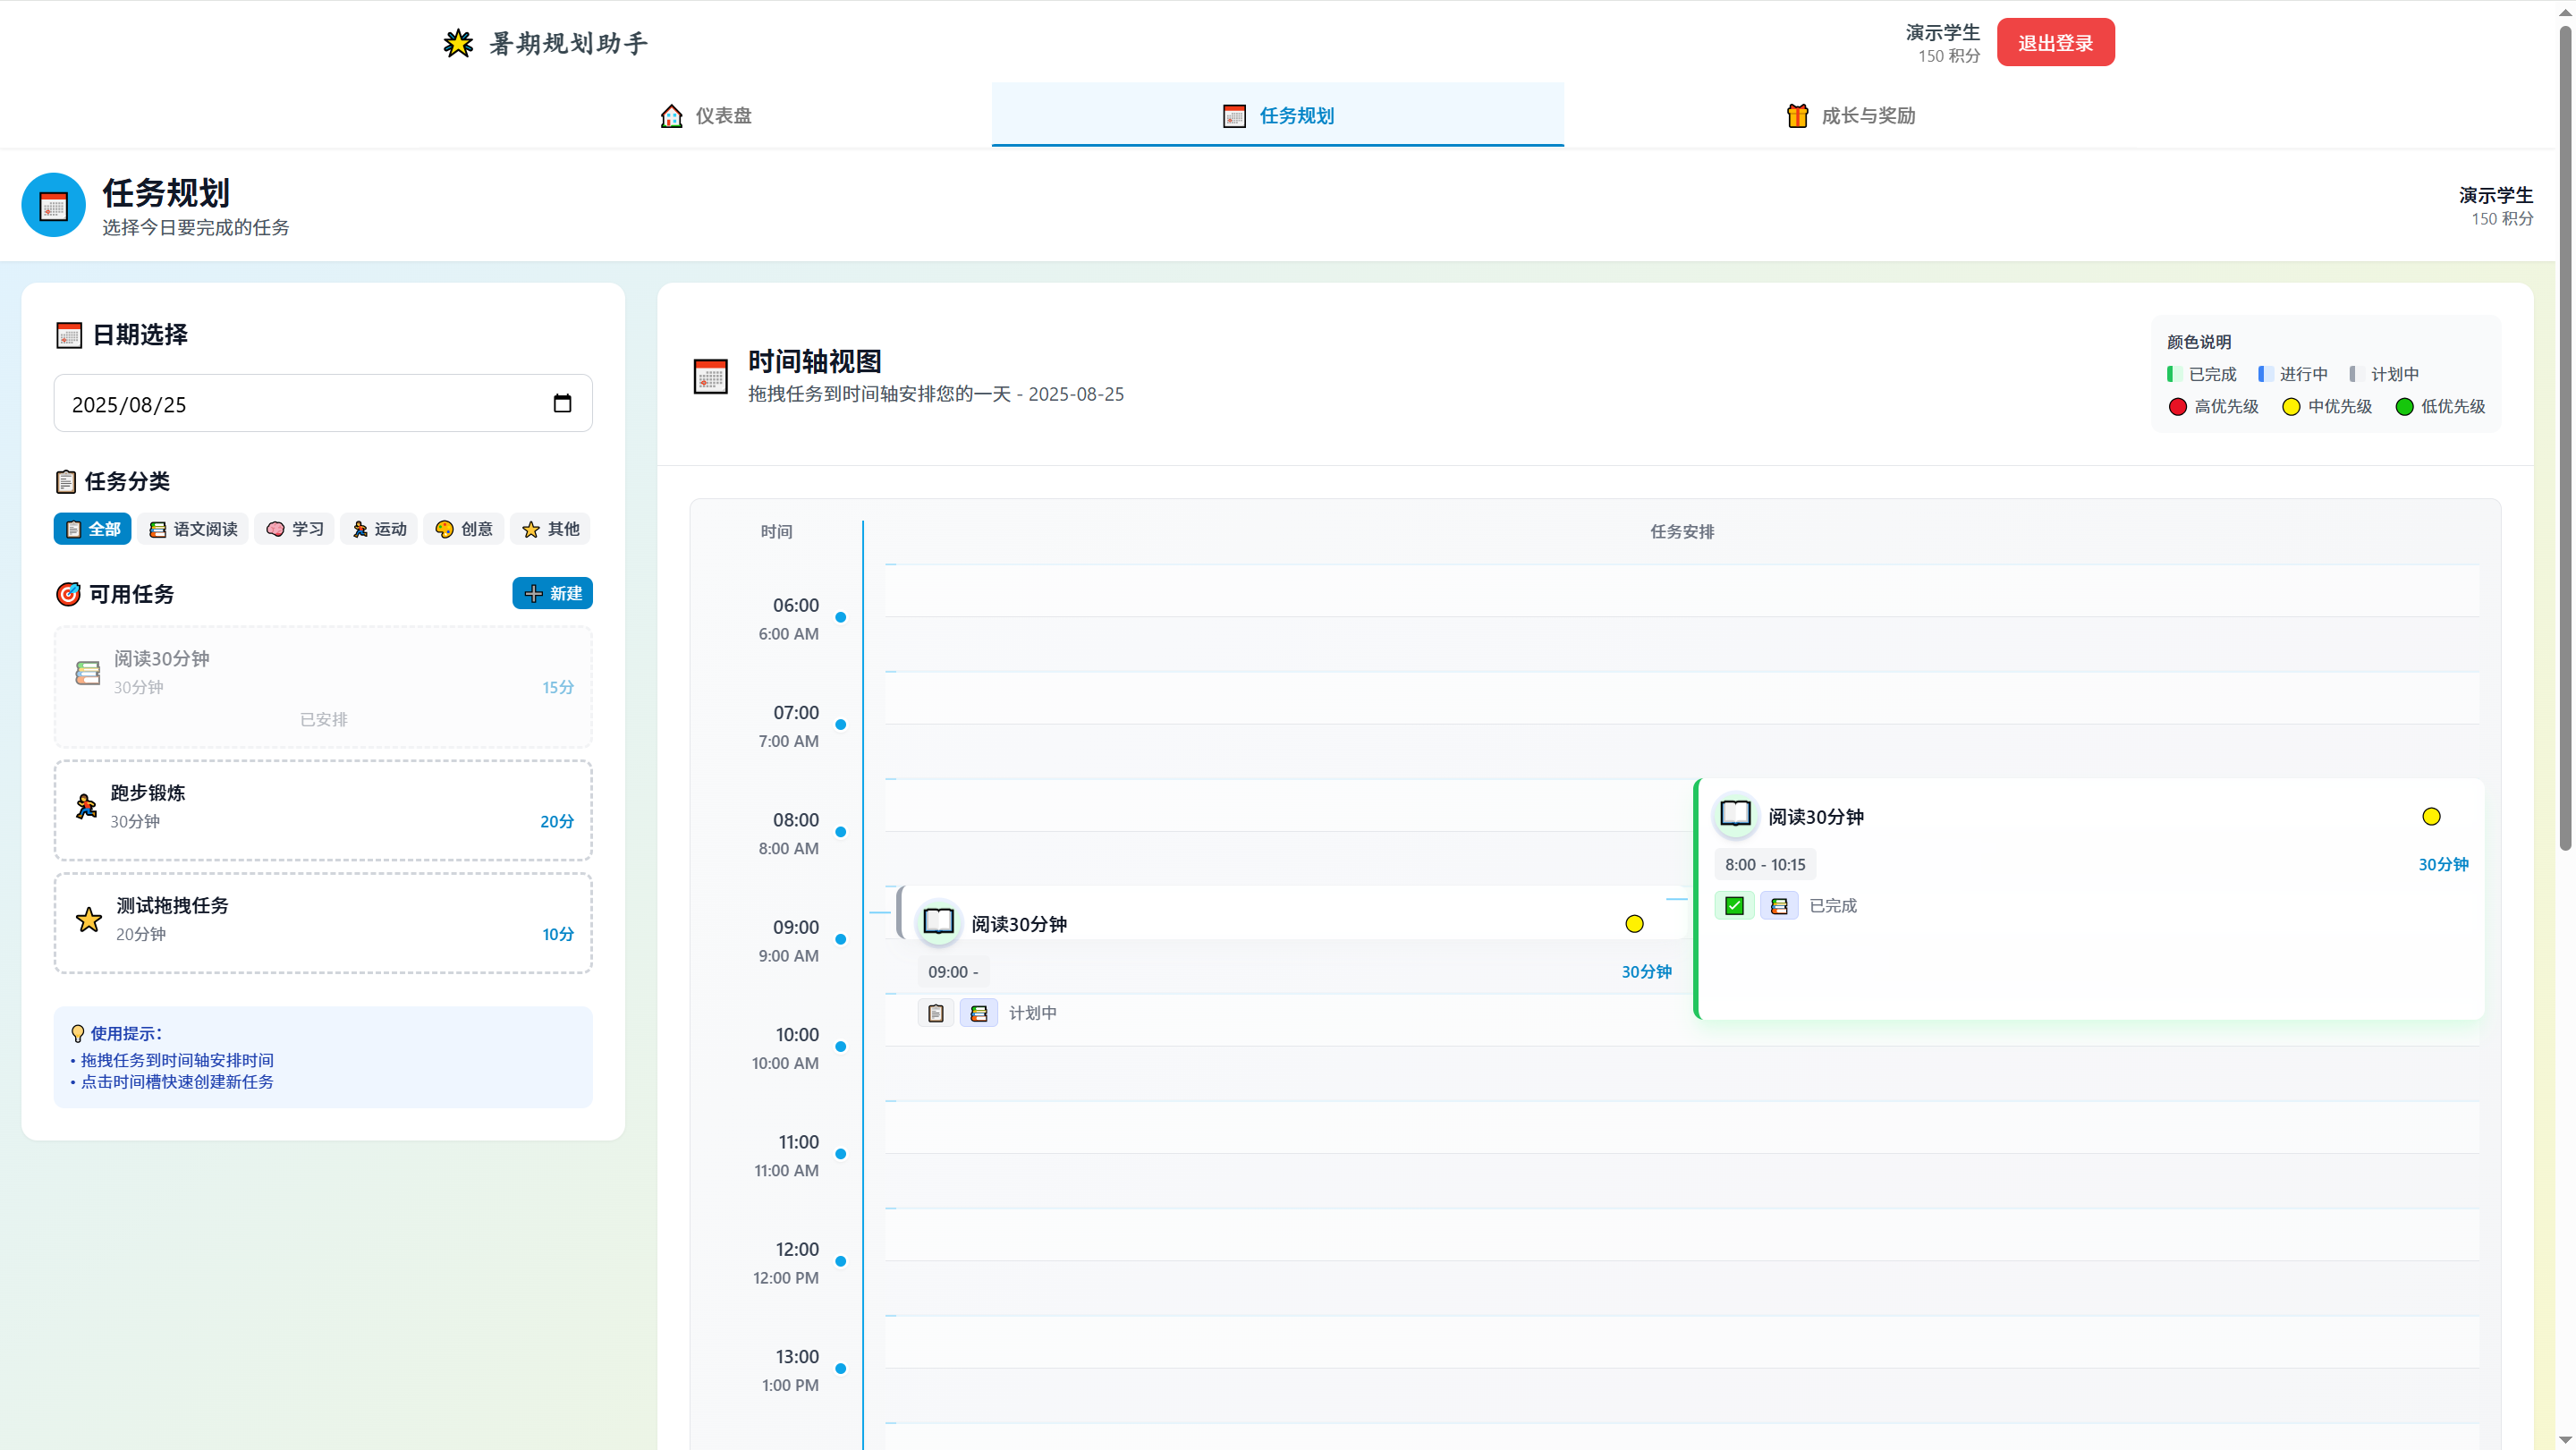 暑期规划助手
演示学生
150 积分
退出登录
仪表盘
任务规划
成长与奖励
任务规划
选择今日要完成的任务
演示学生
150 积分
日期选择
2025/08/25
任务分类
全部
语文阅读
学习
运动
创意
其他
可用任务
新建
阅读30分钟
30分钟
15分
已安排
跑步锻炼
30分钟
20分
测试拖拽任务
20分钟
10分
使用提示：
• 拖拽任务到时间轴安排时间
• 点击时间槽快速创建新任务
时间轴视图
拖拽任务到时间轴安排您的一天 - 2025-08-25
颜色说明
已完成
进行中
计划中
高优先级
中优先级
低优先级
时间
任务安排
06:00
6:00 AM
07:00
7:00 AM
08:00
8:00 AM
阅读30分钟
8:00 - 10:15
30分钟
已完成
09:00
9:00 AM
阅读30分钟
09:00 -
30分钟
计划中
10:00
10:00 AM
11:00
11:00 AM
12:00
12:00 PM
13:00
1:00 PM